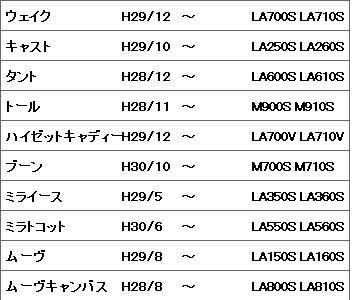 ウェイク H29/12 ～ LA700S LA710S
キャスト H29/10 ～ LA250S LA260S
タント H28/12 ～ LA600S LA610S
トール H28/11 ～ M900S M910S
ハイゼットキャディーH29/12 ～ LA700V LA710V
ブーン H30/10 ～ M700S M710S
ミライース H29/5 ～ LA350S LA360S
ミラトコット H30/6 ～ LA550S LA560S
ムーヴ H29/8 ～ LA150S LA160S
ムーヴキャンバス H28/8 ～ LA800S LA810S